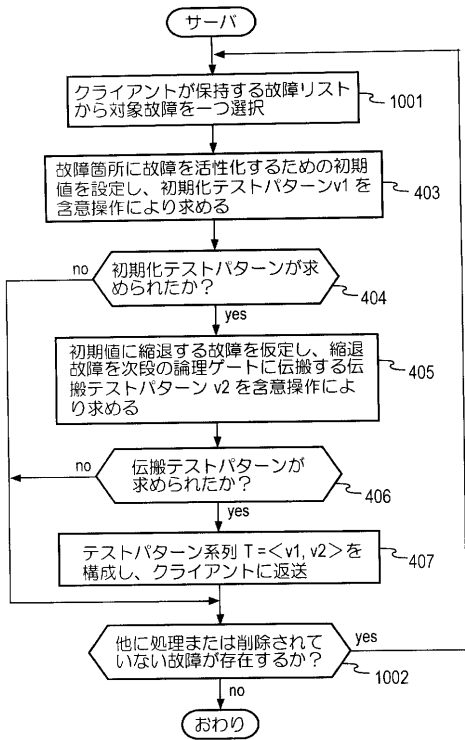 サーバ
クライアントが保持する故障リスト
から対象故障を一つ選択
1001
故障箇所に故障を活性化するための初期
値を設定し、初期化テストパターンv1を
含意操作により求める
403
no
初期化テストパターンが求
められたか？
404
yes
初期値に縮退する故障を仮定し、縮退
故障を次段の論理ゲートに伝搬する伝
搬テストパターン v2 を含意操作によ
り求める
405
no
伝搬テストパターンが
求められたか？
406
yes
テストパターン系列 T =＜v1, v2＞を
構成し、クライアントに返送
407
他に処理または削除されて
いない故障が存在するか？
yes
1002
no
おわり